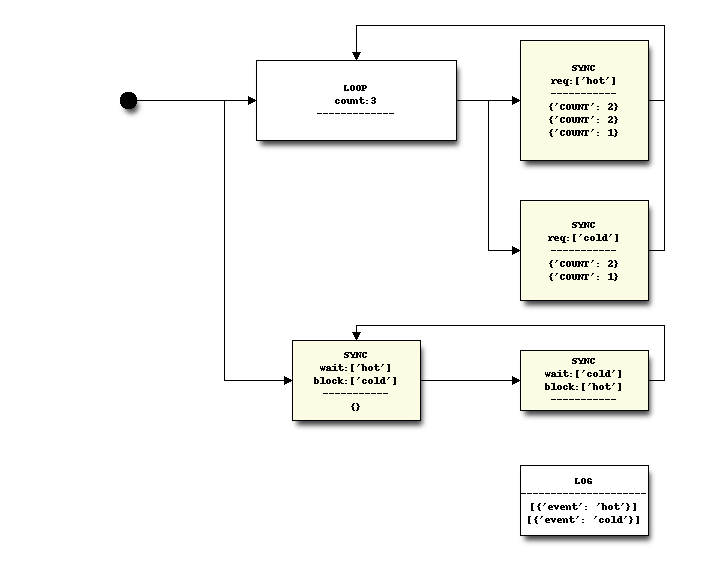 LOOP
count:3
-------------
SYNC
req:['hot']
-----------
{'COUNT': 2}
{'COUNT': 2}
{'COUNT': 1}
SYNC
req:['cold']
-----------
{'COUNT': 2}
{'COUNT': 1}
SYNC
wait:['hot']
block:['cold']
-----------
{}
SYNC
wait:['cold']
block:['hot']
-----------
LOG
---------------------
[{'event': 'hot'}]
[{'event': 'cold'}]